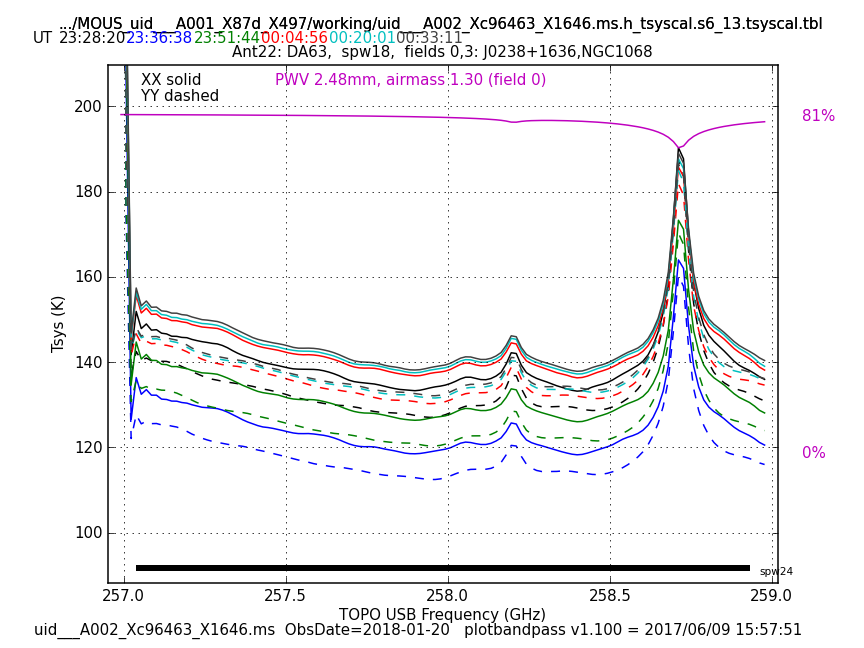 .../MOUS_uid___A001_X87d_X497/working/uid___A002_Xc96463_X1646.ms.h_tsyscal.s6_13.tsyscal.tbl
UT 23:28:20 23:36:38 23:51:44 00:04:56 00:20:01 00:33:11
Ant22: DA63, spw18, fields 0,3: J0238+1636,NGC1068
XX solid PWV 2.48mm, airmass 1.30 (field 0)
YY dashed
81%
0%
200
180
160
140
120
100
Tsys (K)
spw24
257.0 257.5 258.0 258.5 259.0
TOPO USB Frequency (GHz)
uid___A002_Xc96463_X1646.ms ObsDate=2018-01-20 plotbandpass v1.100 = 2017/06/09 15:57:51